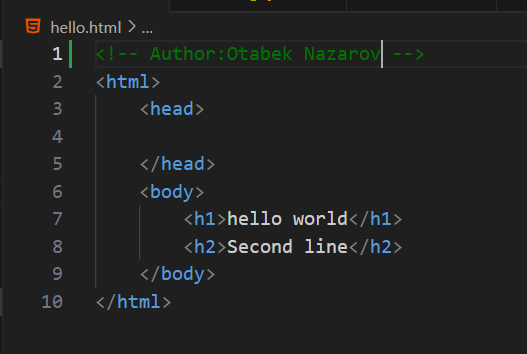 hello.html > ...
1 <!-- Author:Otabek Nazarov -->
2 <html>
3     <head>
4
5     </head>
6     <body>
7         <h1>hello world</h1>
8         <h2>Second line</h2>
9     </body>
10 </html>